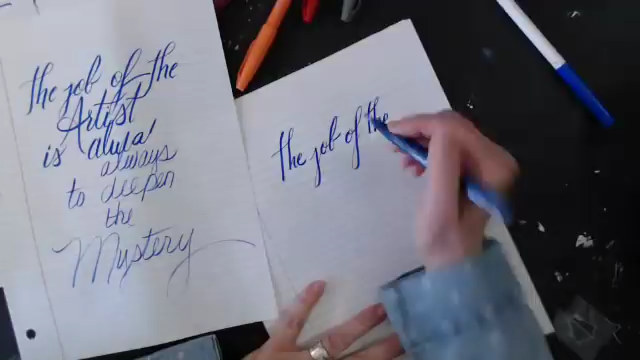 the job of the
Artist
is alwa
always
to deepen
the
Mystery
the job of the